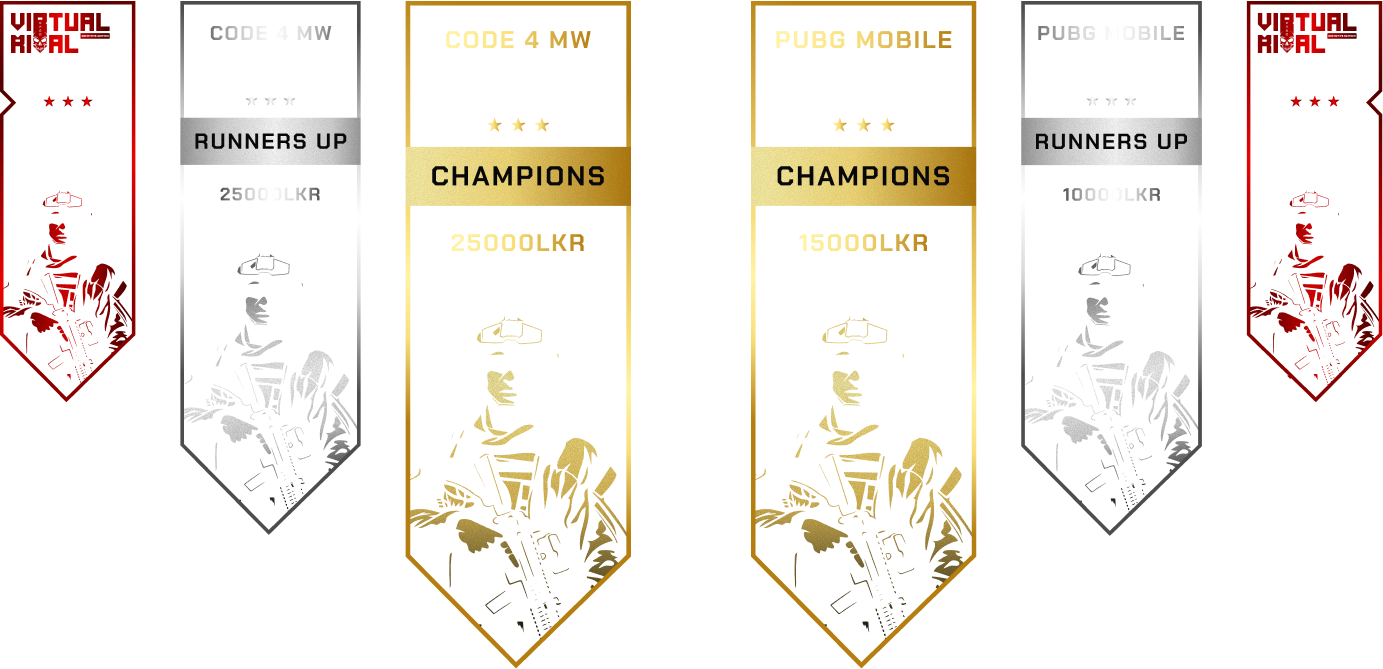 VIRTUAL
RIVAL
CODE 4 MW
RUNNERS UP
25000LKR
CODE 4 MW
CHAMPIONS
25000LKR
PUBG MOBILE
CHAMPIONS
15000LKR
PUBG MOBILE
RUNNERS UP
10000LKR
VIRTUAL
RIVAL